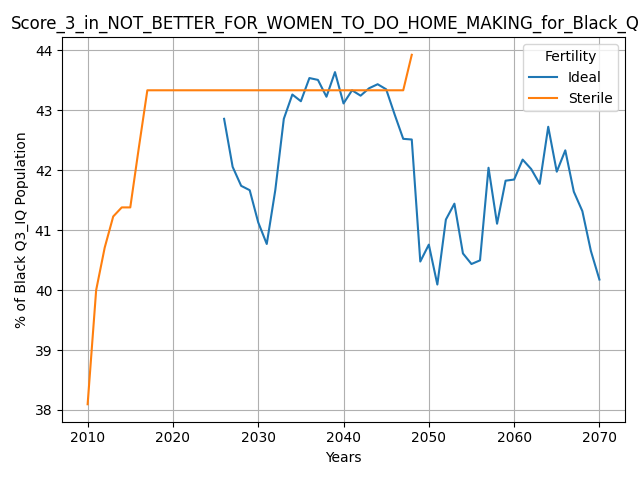 Score_3_in_NOT_BETTER_FOR_WOMEN_TO_DO_HOME_MAKING_for_Black_Q
Fertility
Ideal
Sterile
% of Black Q3_IQ Population
44
43
42
41
40
39
38
2010 2020 2030 2040 2050 2060 2070
Years